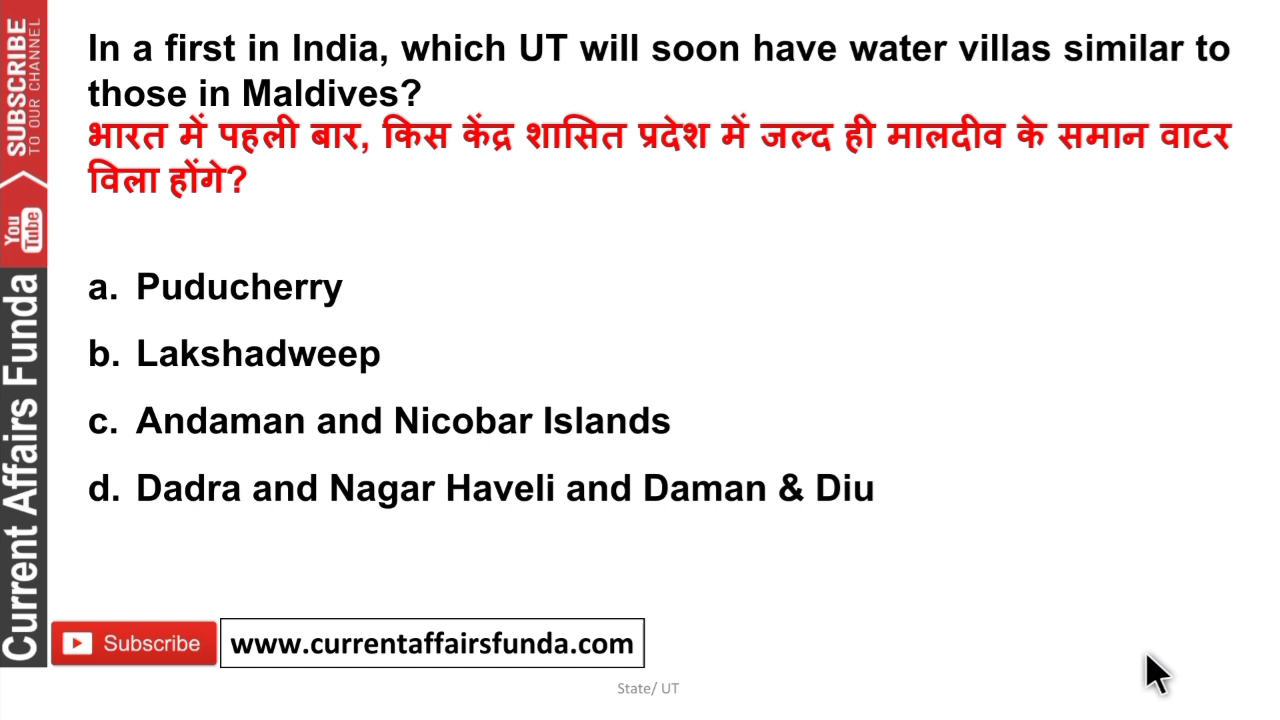 In a first in India, which UT will soon have water villas similar to
those in Maldives?
भारत में पहली बार, किस केंद्र शासित प्रदेश में जल्द ही मालदीव के समान वाटर
विला होंगे?
a. Puducherry
b. Lakshadweep
c. Andaman and Nicobar Islands
d. Dadra and Nagar Haveli and Daman & Diu
SUBSCRIBE
TO OUR CHANNEL
You
Tube
Current Affairs Funda
Subscribe
www.currentaffairsfunda.com
State/ UT